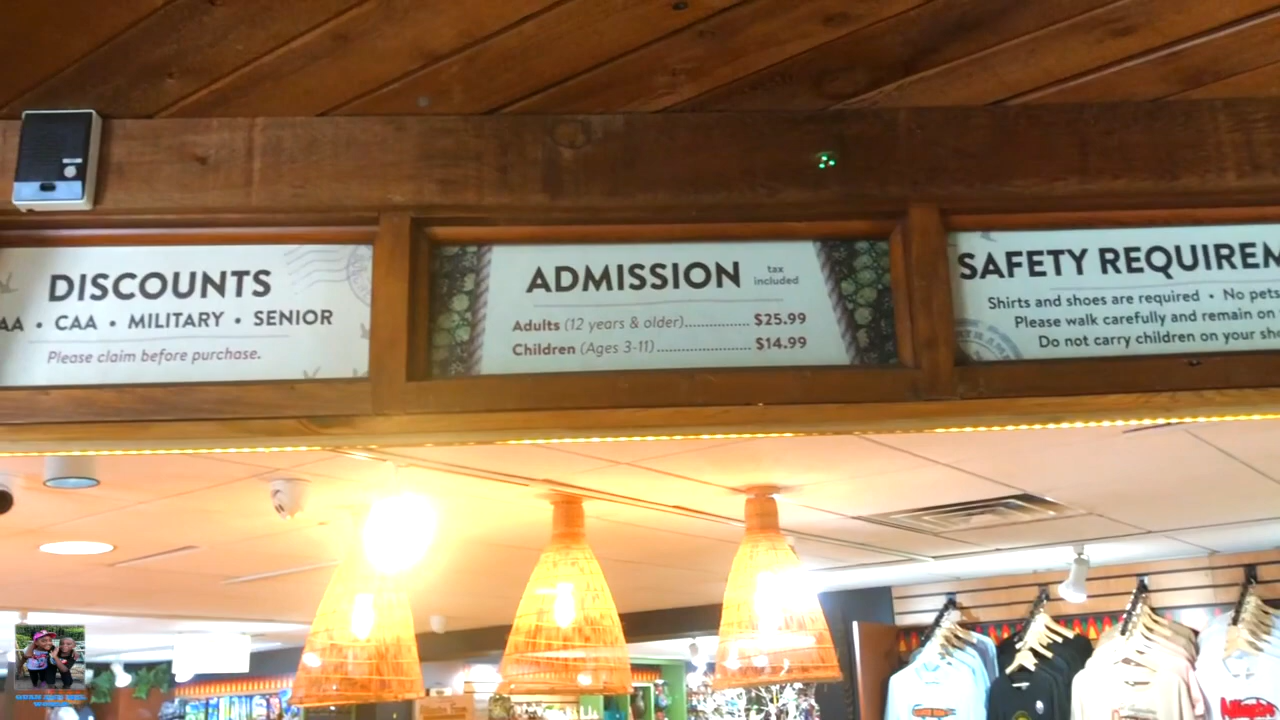 DISCOUNTS
AA • CAA • MILITARY • SENIOR
Please claim before purchase.
ADMISSION tax included
Adults (12 years & older)............... $25.99
Children (Ages 3-11)...................... $14.99
SAFETY REQUIREM
Shirts and shoes are required • No pets
Please walk carefully and remain on
Do not carry children on your sh